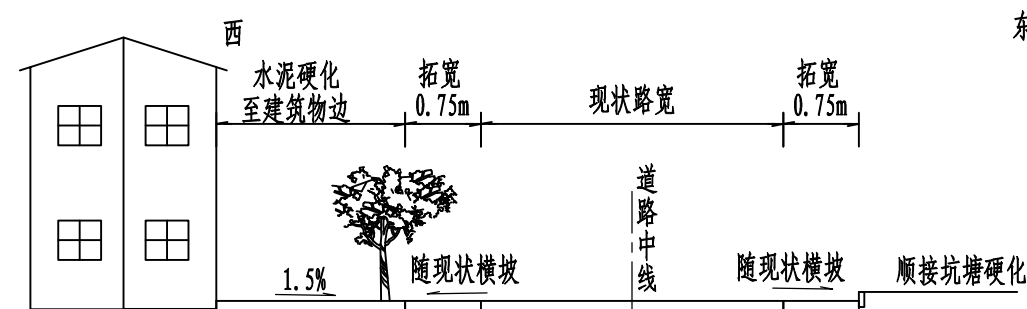 西
东
水泥硬化
至建筑物边
拓宽
0.75m
现状路宽
拓宽
0.75m
道路中线
1.5%
随现状横坡
随现状横坡
顺接坑塘硬化